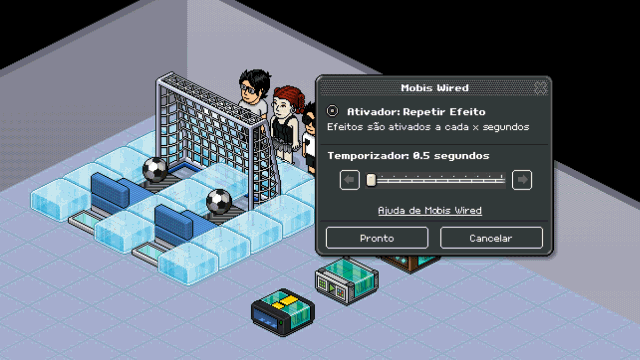 Mobis Wired
Ativador: Repetir Efeito
Efeitos são ativados a cada x segundos
Temporizador: 0.5 segundos
Ajuda de Mobis Wired
Pronto
Cancelar